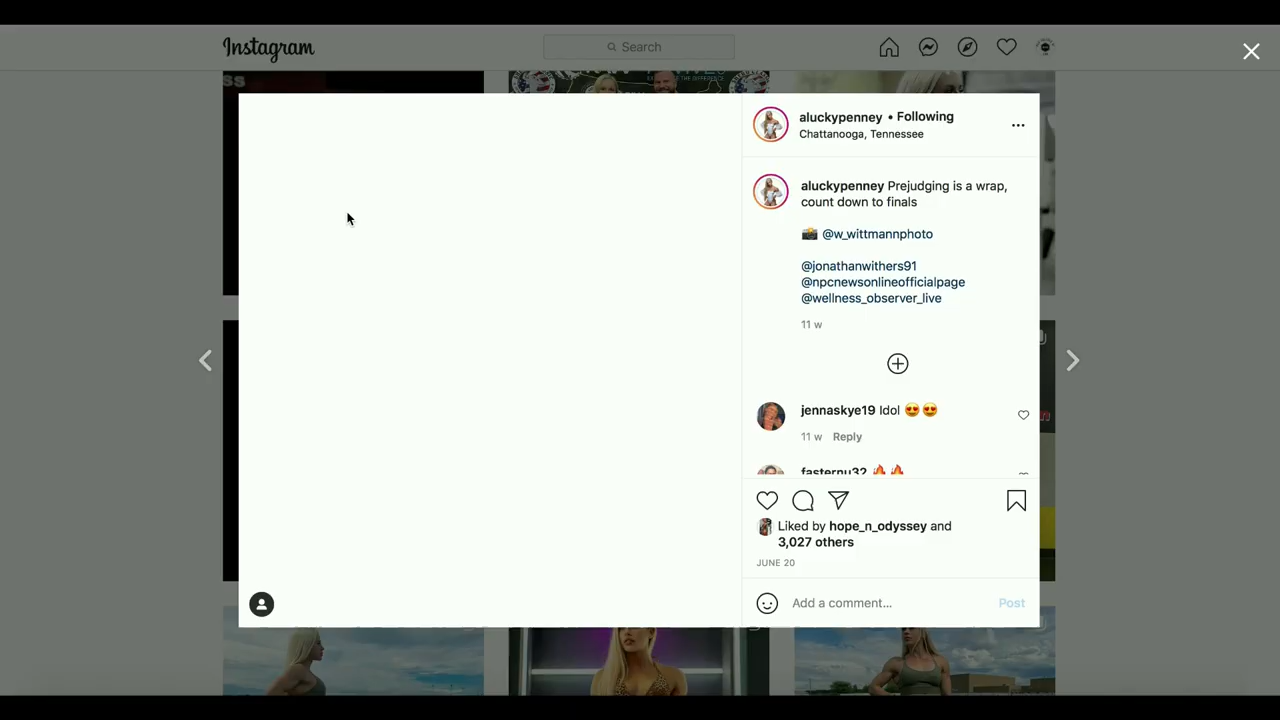 Instagram
Search
aluckypenney • Following
Chattanooga, Tennessee
aluckypenney Prejudging is a wrap,
count down to finals
📸 @w_wittmannphoto
@jonathanwithers91
@npcnewsonlineofficialpage
@wellness_observer_live
11 w
jennaskye19 Idol 😍😍
11 w Reply
fasternu32 🔥🔥
Liked by hope_n_odyssey and
3,027 others
JUNE 20
Add a comment...
Post